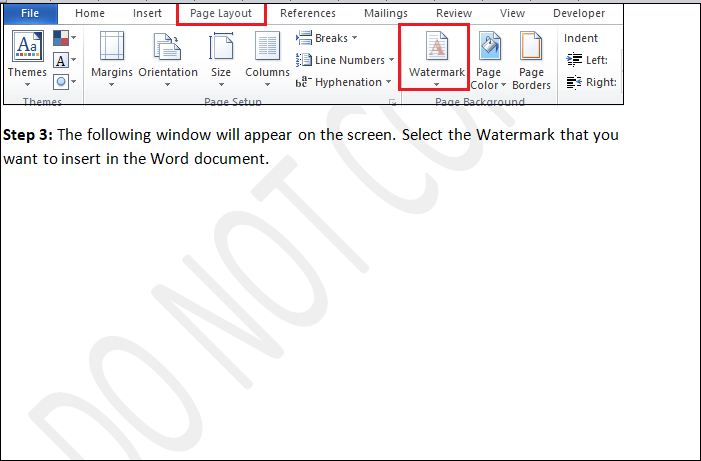 File Home Insert Page Layout References Mailings Review View Developer
Breaks Indent
Aa A Line Numbers Left:
Themes Margins Orientation Size Columns Watermark Page Page
Hyphenation Color Borders Right:
Themes Page Setup Page Background
Step 3: The following window will appear on the screen. Select the Watermark that you
want to insert in the Word document.
DO NOT COP